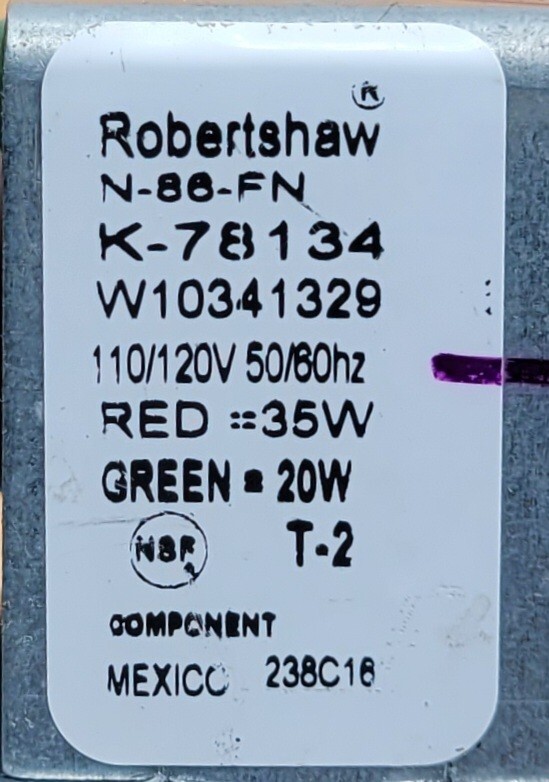 ®
Robertshaw
N-86-FN
K-78134
W10341329
110/120V 50/60hz
RED =35W
GREEN = 20W
NSF T-2
COMPONENT
MEXICO 238C16